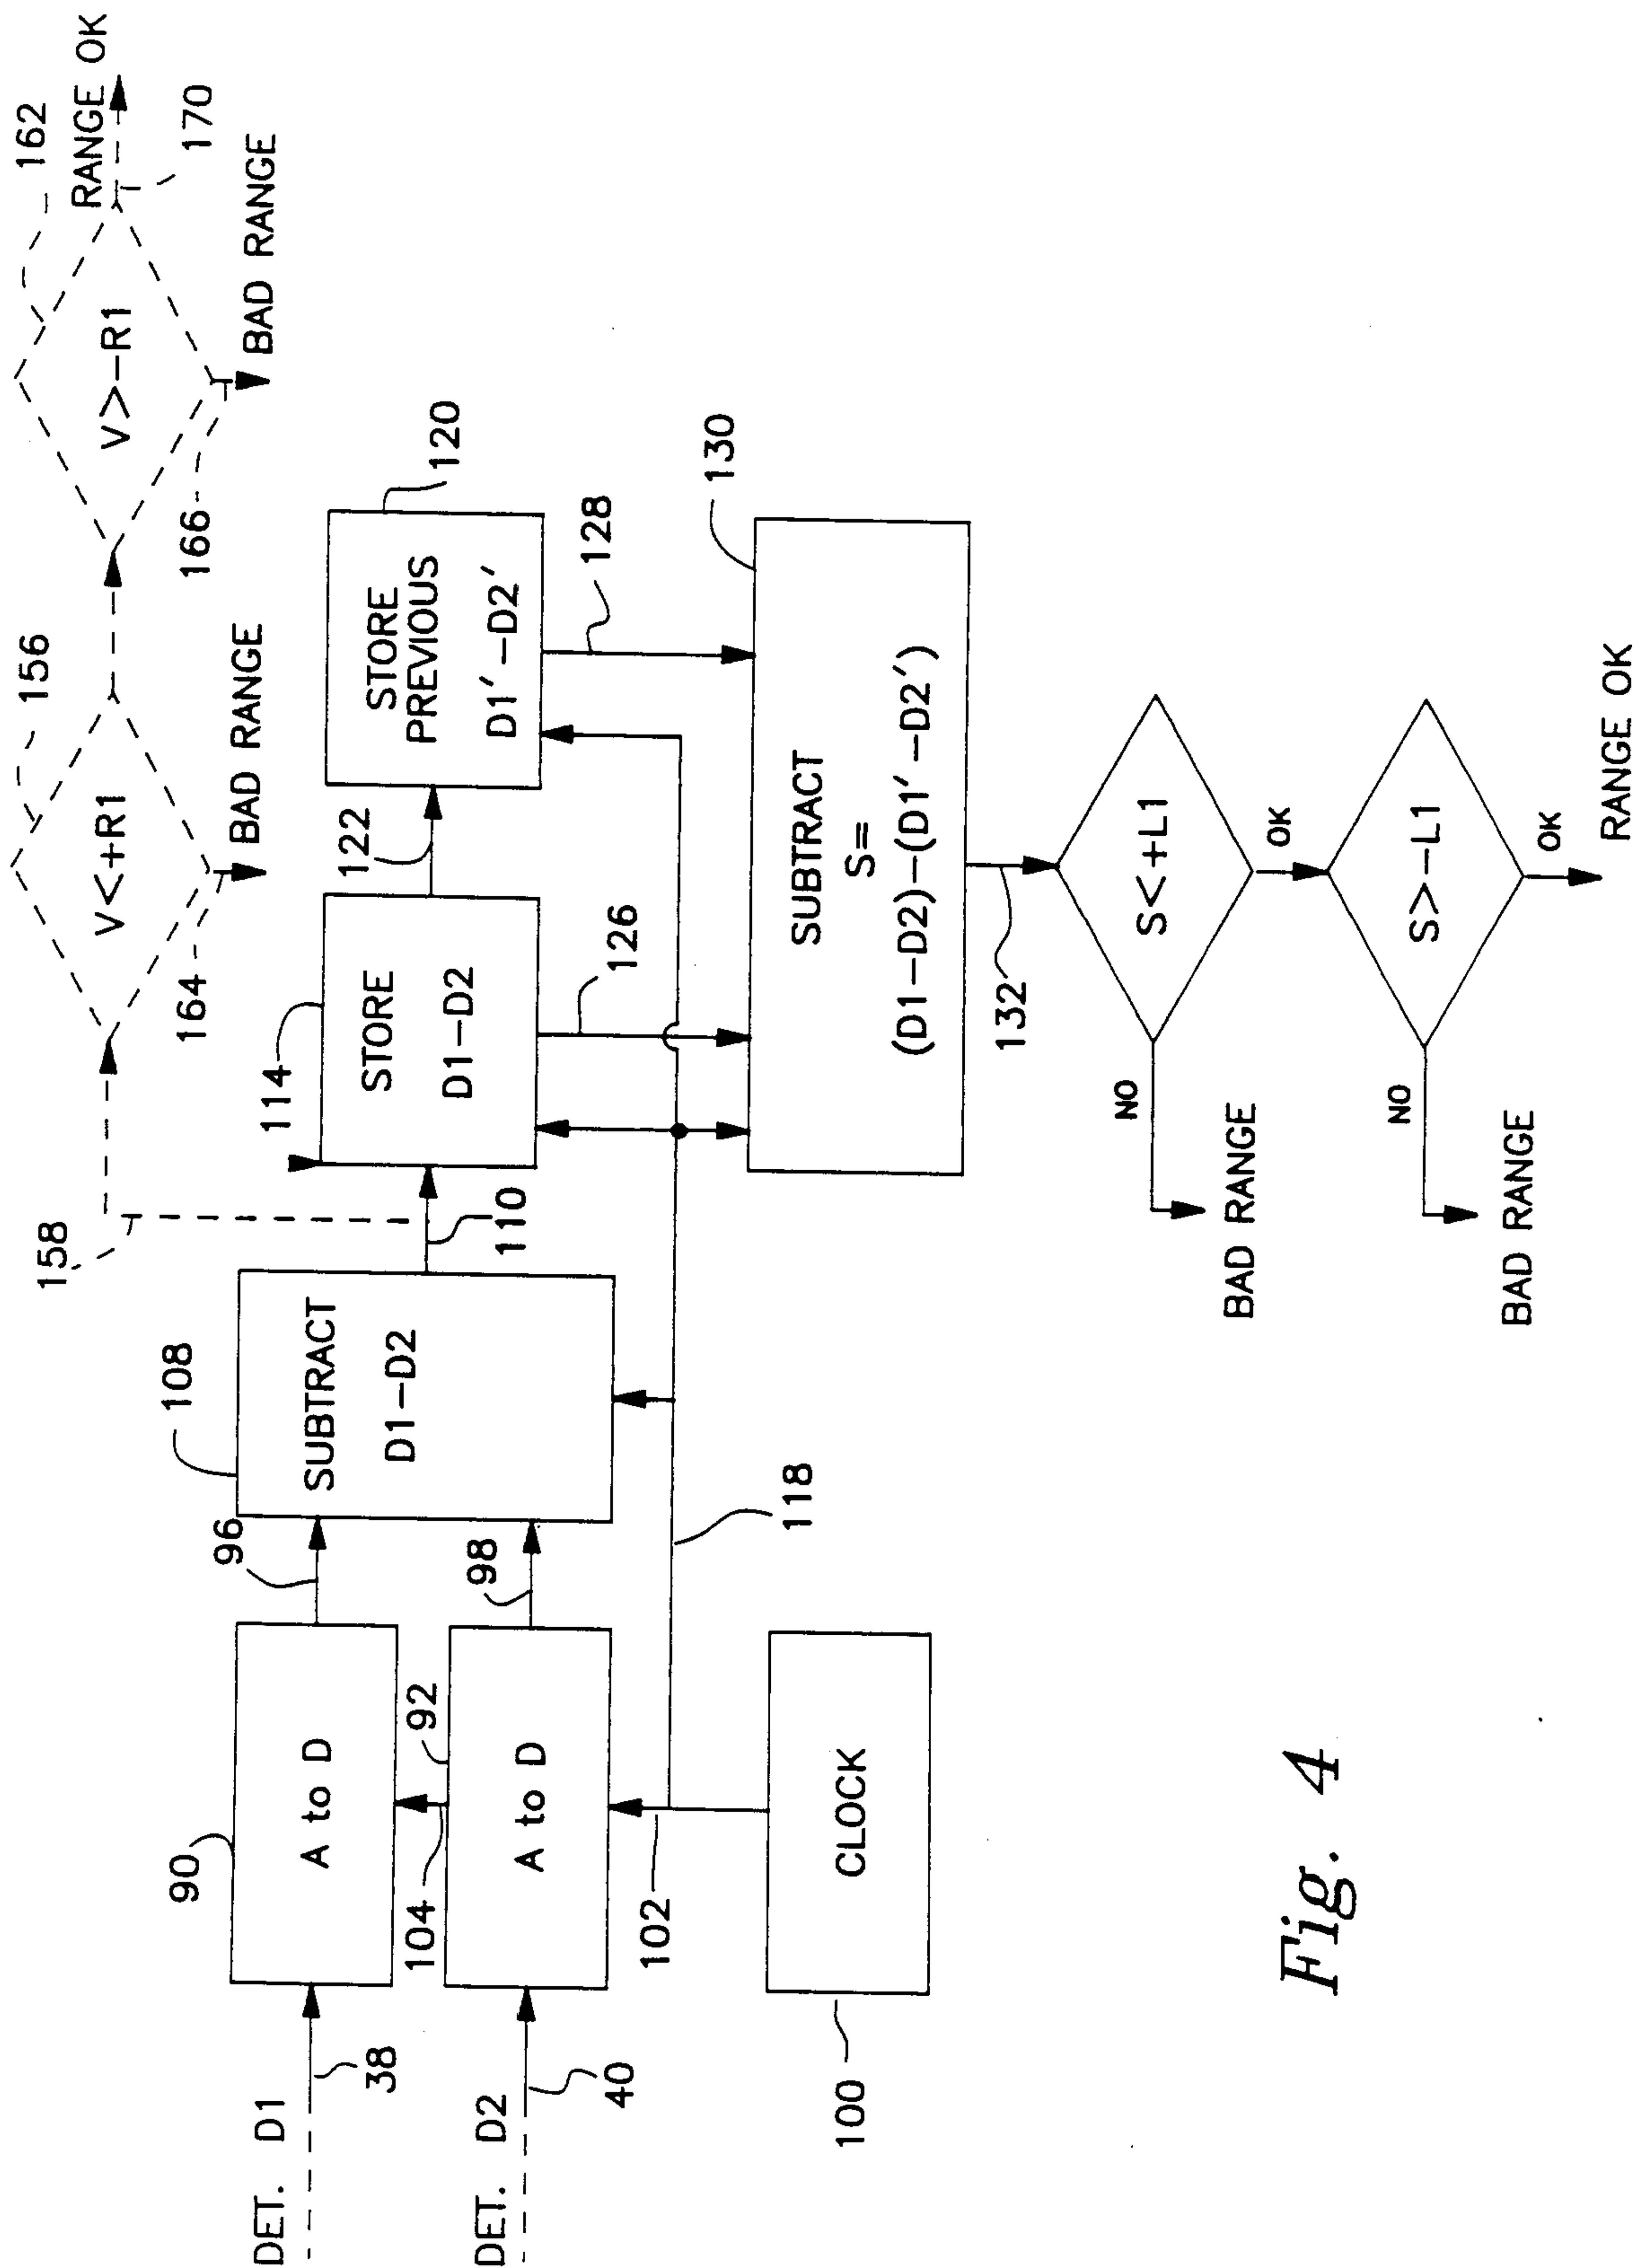 162
RANGE OK
156
V<+R1
V>-R1
170
158
164
BAD RANGE
166
BAD RANGE
114
122
120
108
STORE
D1-D2
STORE
PREVIOUS
D1'-D2'
96
SUBTRACT
D1-D2
110
126
128
90
A to D
98
130
DET. D1
38
104
92
118
SUBTRACT
S=
(D1-D2)-(D1'-D2')
A to D
DET. D2
40
102
132
CLOCK
100
NO
S<+L1
BAD RANGE
OK
NO
S>-L1
BAD RANGE
OK
RANGE OK
Fig. 4